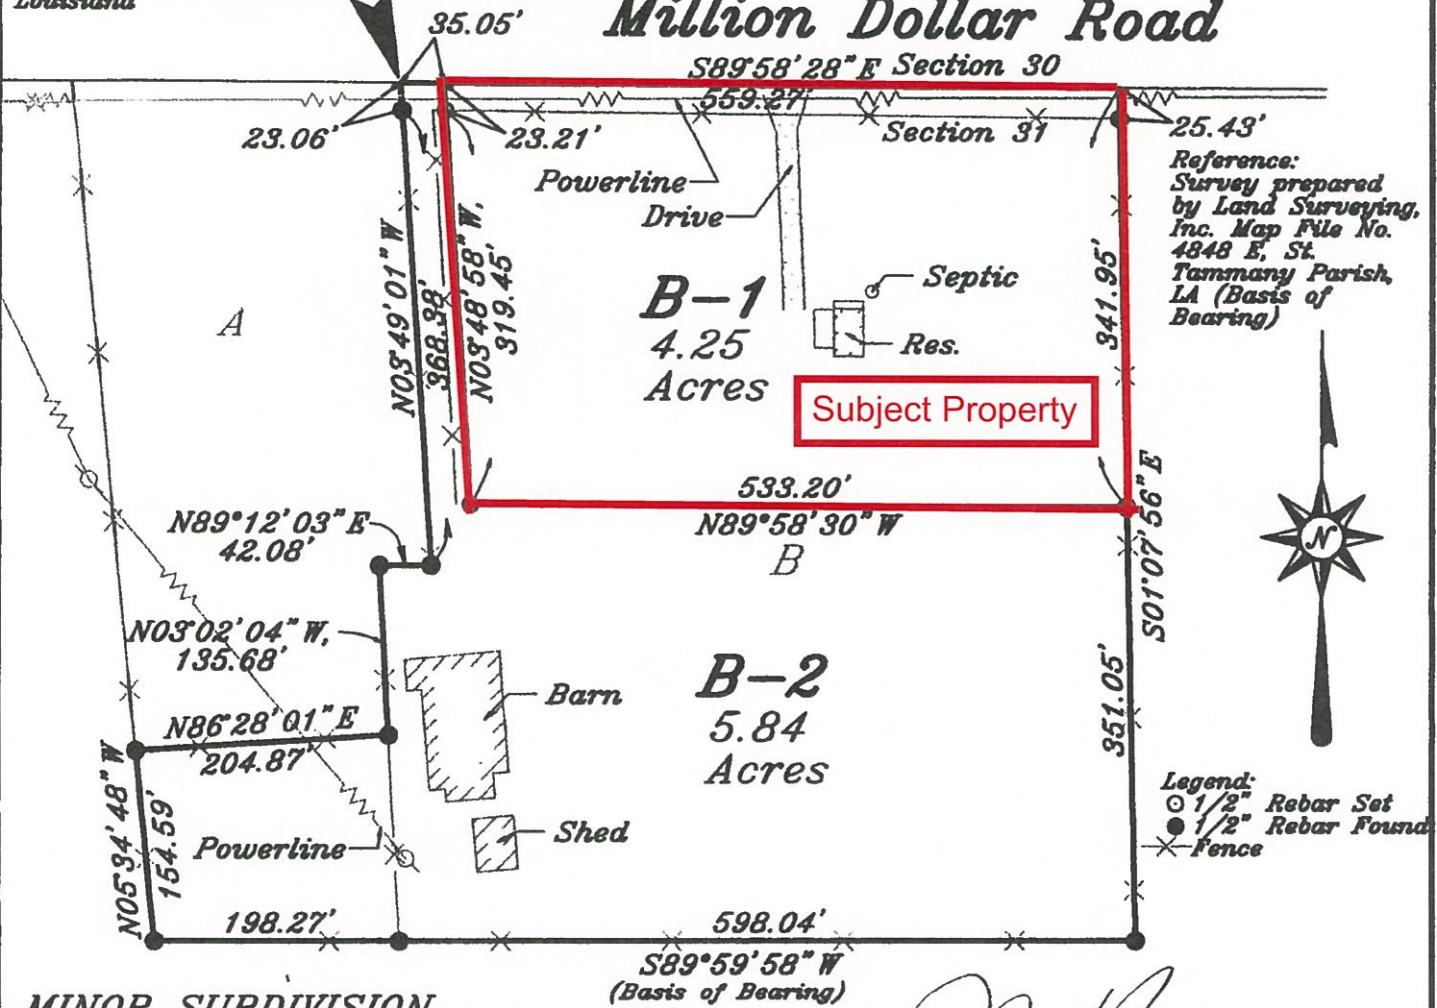 Louisiana
35.05'
Million Dollar Road
S89°58'28"E Section 30
559.27'
23.06'
23.21'
Section 31
25.43'
Powerline
Drive
Reference:
Survey prepared
by Land Surveying,
Inc. Map File No.
4848 E, St.
Tammany Parish,
LA (Basis of
Bearing)
N03°49'01"W
368.38'
N03°48'58"W,
319.45'
341.95'
A
B-1
4.25
Acres
Septic
Res.
Subject Property
533.20'
N89°58'30"W
S01°07'56"E
N89°12'03"E
42.08'
B
N
N03°02'04"W,
135.68'
B-2
5.84
Acres
Barn
N86°28'01"E
204.87'
351.05'
N05°34'48"W
154.59'
Powerline
Shed
Legend:
1/2" Rebar Set
1/2" Rebar Found
Fence
198.27'
598.04'
S89°59'58"W
(Basis of Bearing)
MINOR SUBDIVISION